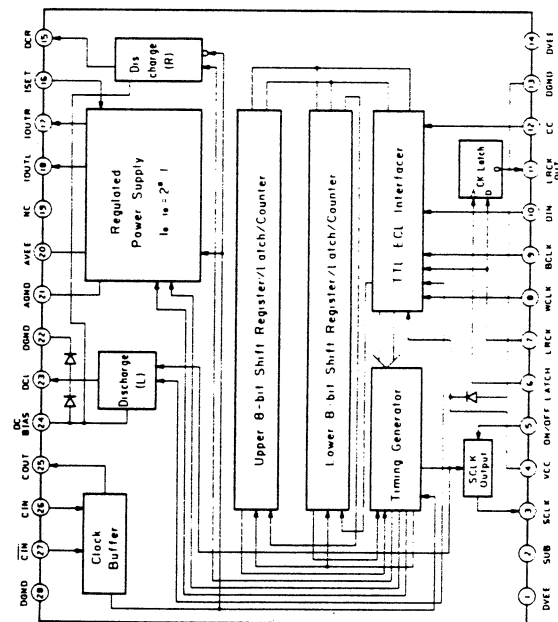 DCR 15
ISET 16
IOUTR 17
IOUTL 18
NC 19
AVEE 20
AGND 21
DGND 22
DCL 23
DC BIAS 24
COUT 25
CIN 26
CIN 27
DGND 28
Dis
charge
(R)
Regulated
Power Supply
Discharge
(L)
Clock
Buffer
Upper 8-bit Shift Register/Latch/Counter
Lower 8-bit Shift Register/Latch/Counter
TTL ECL Interfacer
Timing Generator
CK Latch
D
SCLK
Output
14 DVEE
13 DGND
12 CC
11 LRCK OUT
10 DIN
9 BCLK
8 WCLK
7 LRCK
6 LATCH
5 ON/OFF
4 VCC
3 SCLK
2 SUB
1 DVEE